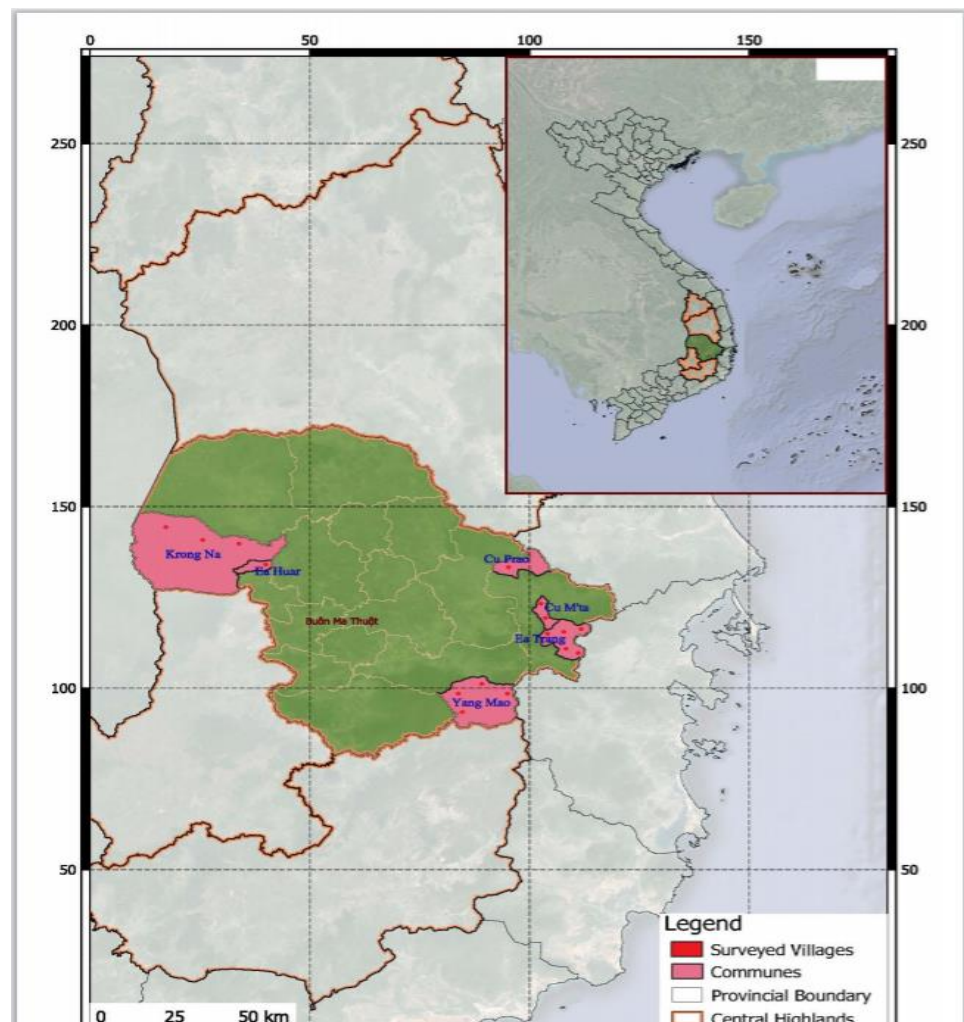 0 50 100 150
250 250
200 200
150 150
Krong Na
Ea Huar
Cu Prao
Cu M'ta
Buôn Ma Thuột
Ea Trang
100 100
Yang Mao
50 50
Legend
Surveyed Villages
Communes
Provincial Boundary
Central Highlands
0 25 50 km